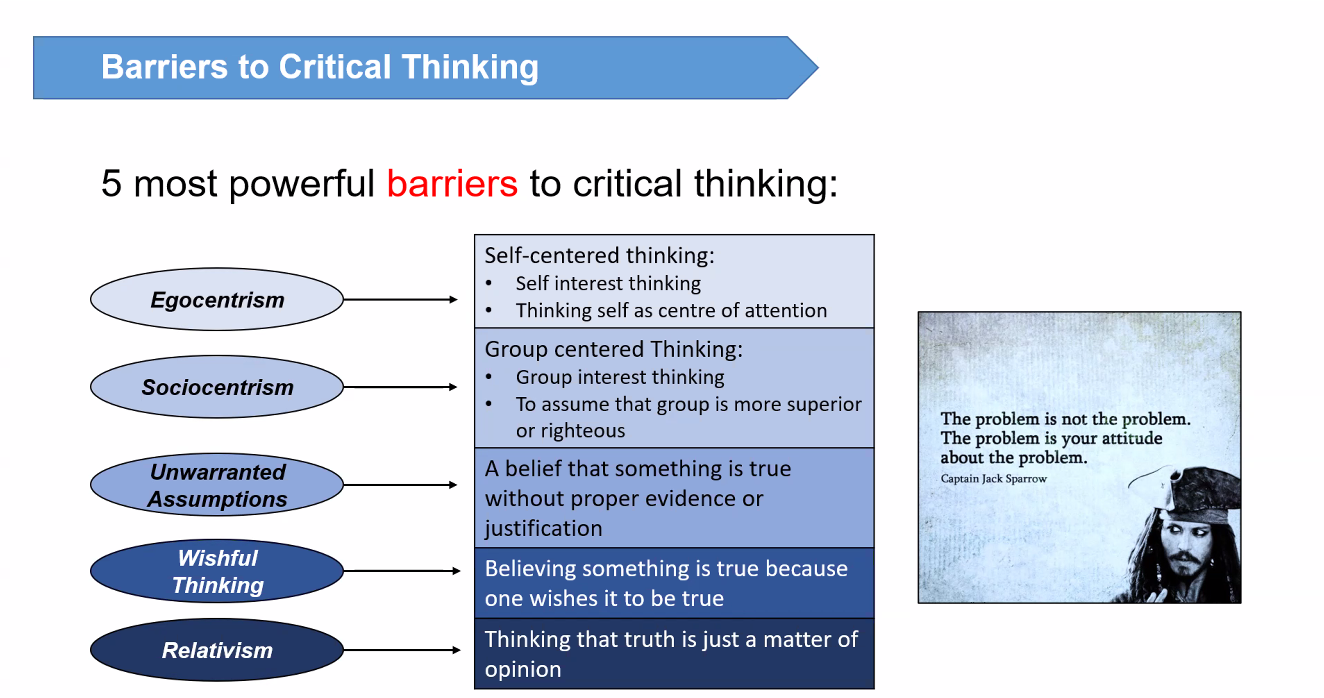 Barriers to Critical Thinking
5 most powerful barriers to critical thinking:
Egocentrism
Self-centered thinking:
• Self interest thinking
• Thinking self as centre of attention
Sociocentrism
Group centered Thinking:
• Group interest thinking
• To assume that group is more superior
or righteous
Unwarranted
Assumptions
A belief that something is true
without proper evidence or
justification
Wishful
Thinking
Believing something is true because
one wishes it to be true
Relativism
Thinking that truth is just a matter of
opinion
The problem is not the problem.
The problem is your attitude
about the problem.
Captain Jack Sparrow